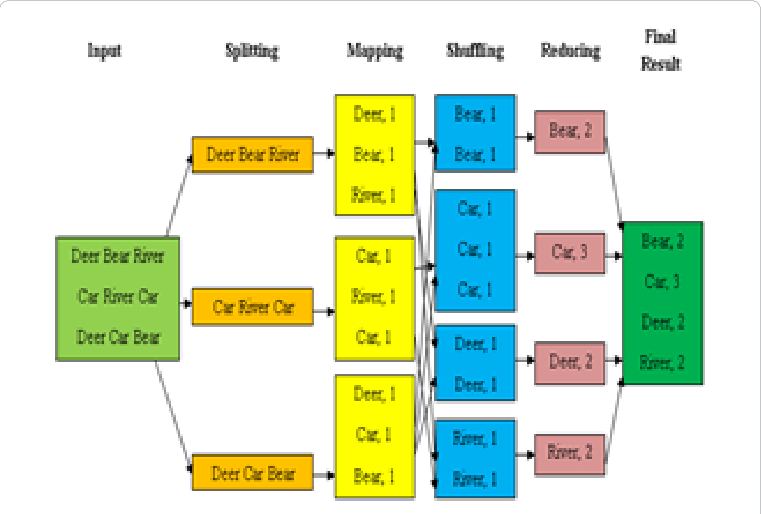 Input
Splitting
Mapping
Shuffling
Reducing
Final
Result
Deer Bear River
Car River Car
Deer Car Bear
Deer Bear River
Car River Car
Deer Car Bear
Deer, 1
Bear, 1
River, 1
Car, 1
River, 1
Car, 1
Deer, 1
Car, 1
Bear, 1
Bear, 1
Bear, 1
Car, 1
Car, 1
Car, 1
Deer, 1
Deer, 1
River, 1
River, 1
Bear, 2
Car, 3
Deer, 2
River, 2
Bear, 2
Car, 3
Deer, 2
River, 2